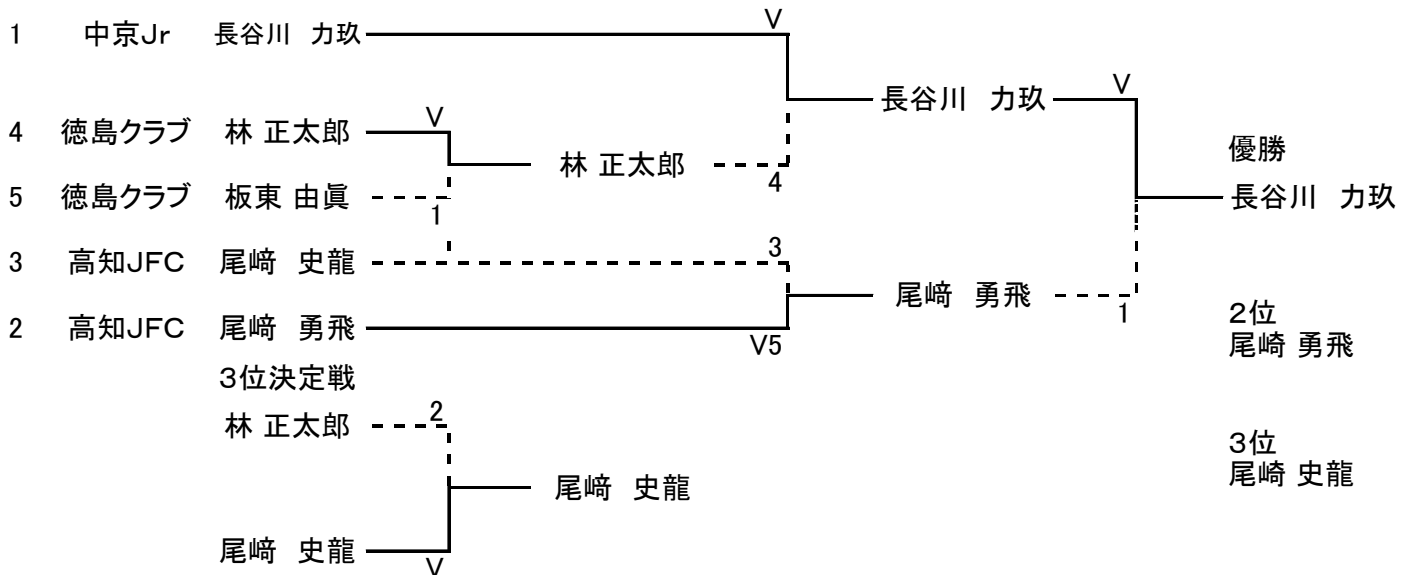 V
1 中京Jr 長谷川 力玖
長谷川 力玖 V
4 徳島クラブ 林 正太郎 V
優勝
林 正太郎 4
5 徳島クラブ 板東 由眞 1
長谷川 力玖
3 高知JFC 尾﨑 史龍 3
尾﨑 勇飛 1
2 高知JFC 尾﨑 勇飛 V5
2位
尾崎 勇飛
3位決定戦
林 正太郎 2
3位
尾崎 史龍
尾﨑 史龍
尾﨑 史龍 V